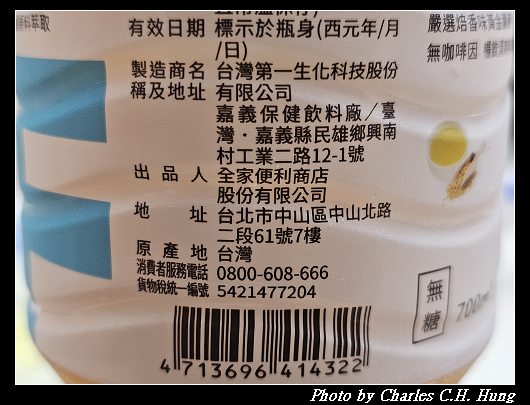 有效日期 標示於瓶身(西元年/月
/日)
製造商名 台灣第一生化科技股份
稱及地址 有限公司
嘉義保健飲料廠／臺
灣・嘉義縣民雄鄉興南
村工業二路12-1號
出品人 全家便利商店
股份有限公司
地址 台北市中山區中山北路
二段61號7樓
原產地 台灣
消費者服務電話 0800-608-666
貨物稅統一編號 5421477204
4 713696 414322
無咖啡因
無糖
700ml
Photo by Charles C.H. Hung